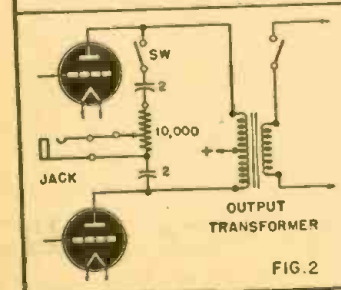 SW
2
10,000
+
JACK
2
OUTPUT
TRANSFORMER
FIG.2